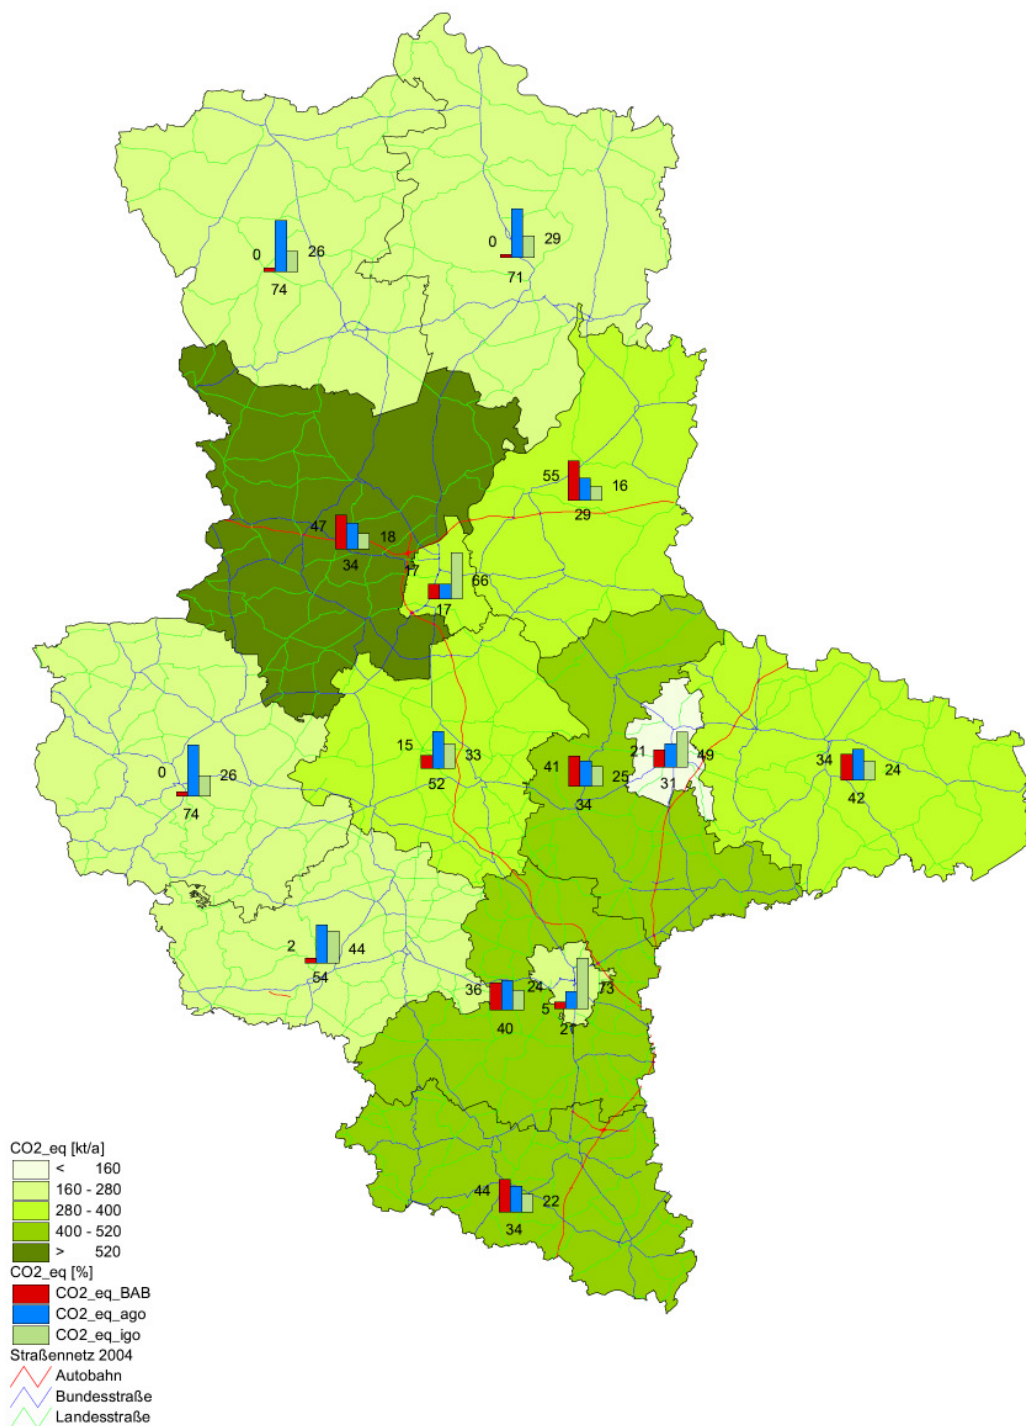 0 26
74
0 29
71
55 16
29
47 18
34
17 66
17
0 26
74
15 33
52
41 25
34
21 49
31
34 24
42
2 44
54
36 24
40
5 73
21
44 22
34
CO2_eq [kt/a]
< 160
160 - 280
280 - 400
400 - 520
> 520
CO2_eq [%]
CO2_eq_BAB
CO2_eq_ago
CO2_eq_igo
Straßennetz 2004
Autobahn
Bundesstraße
Landesstraße